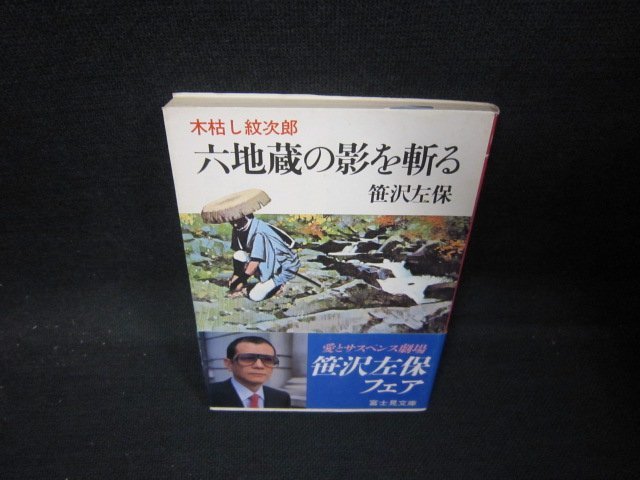 木枯し紋次郎
六地蔵の影を斬る
笹沢左保
愛とサスペンス劇場
笹沢左保
フェア
富士見文庫